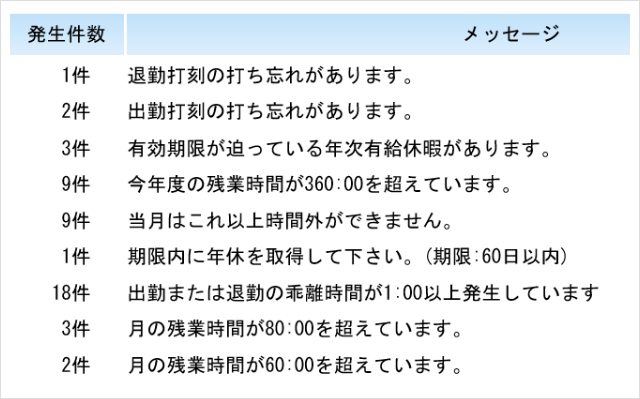 発生件数 メッセージ
1件 退勤打刻の打ち忘れがあります。
2件 出勤打刻の打ち忘れがあります。
3件 有効期限が迫っている年次有給休暇があります。
9件 今年度の残業時間が360:00を超えています。
9件 当月はこれ以上時間外ができません。
1件 期限内に年休を取得して下さい。(期限:60日以内)
18件 出勤または退勤の乖離時間が1:00以上発生しています
3件 月の残業時間が80:00を超えています。
2件 月の残業時間が60:00を超えています。